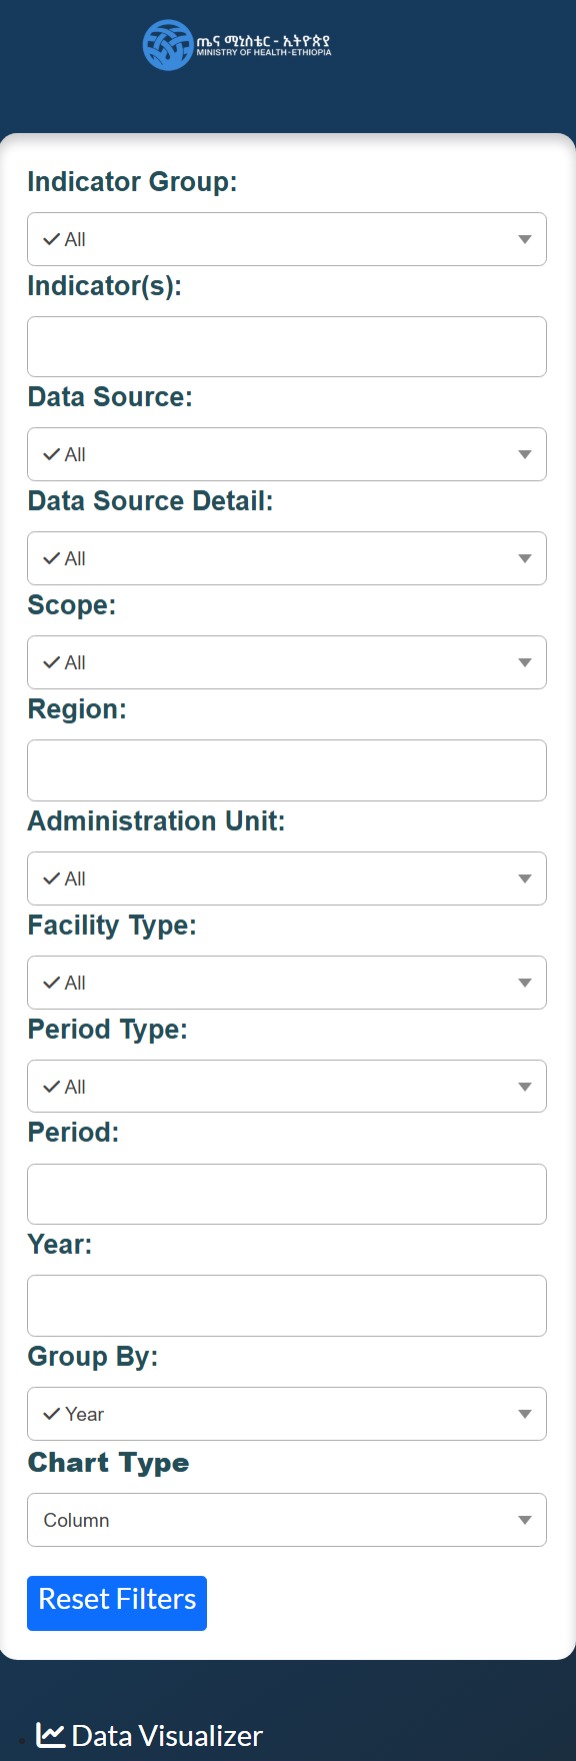 ጤና ሚኒስቴር - ኢትዮጵያ
MINISTRY OF HEALTH-ETHIOPIA
Indicator Group:
All
Indicator(s):
Data Source:
All
Data Source Detail:
All
Scope:
All
Region:
Administration Unit:
All
Facility Type:
All
Period Type:
All
Period:
Year:
Group By:
Year
Chart Type
Column
Reset Filters
Data Visualizer